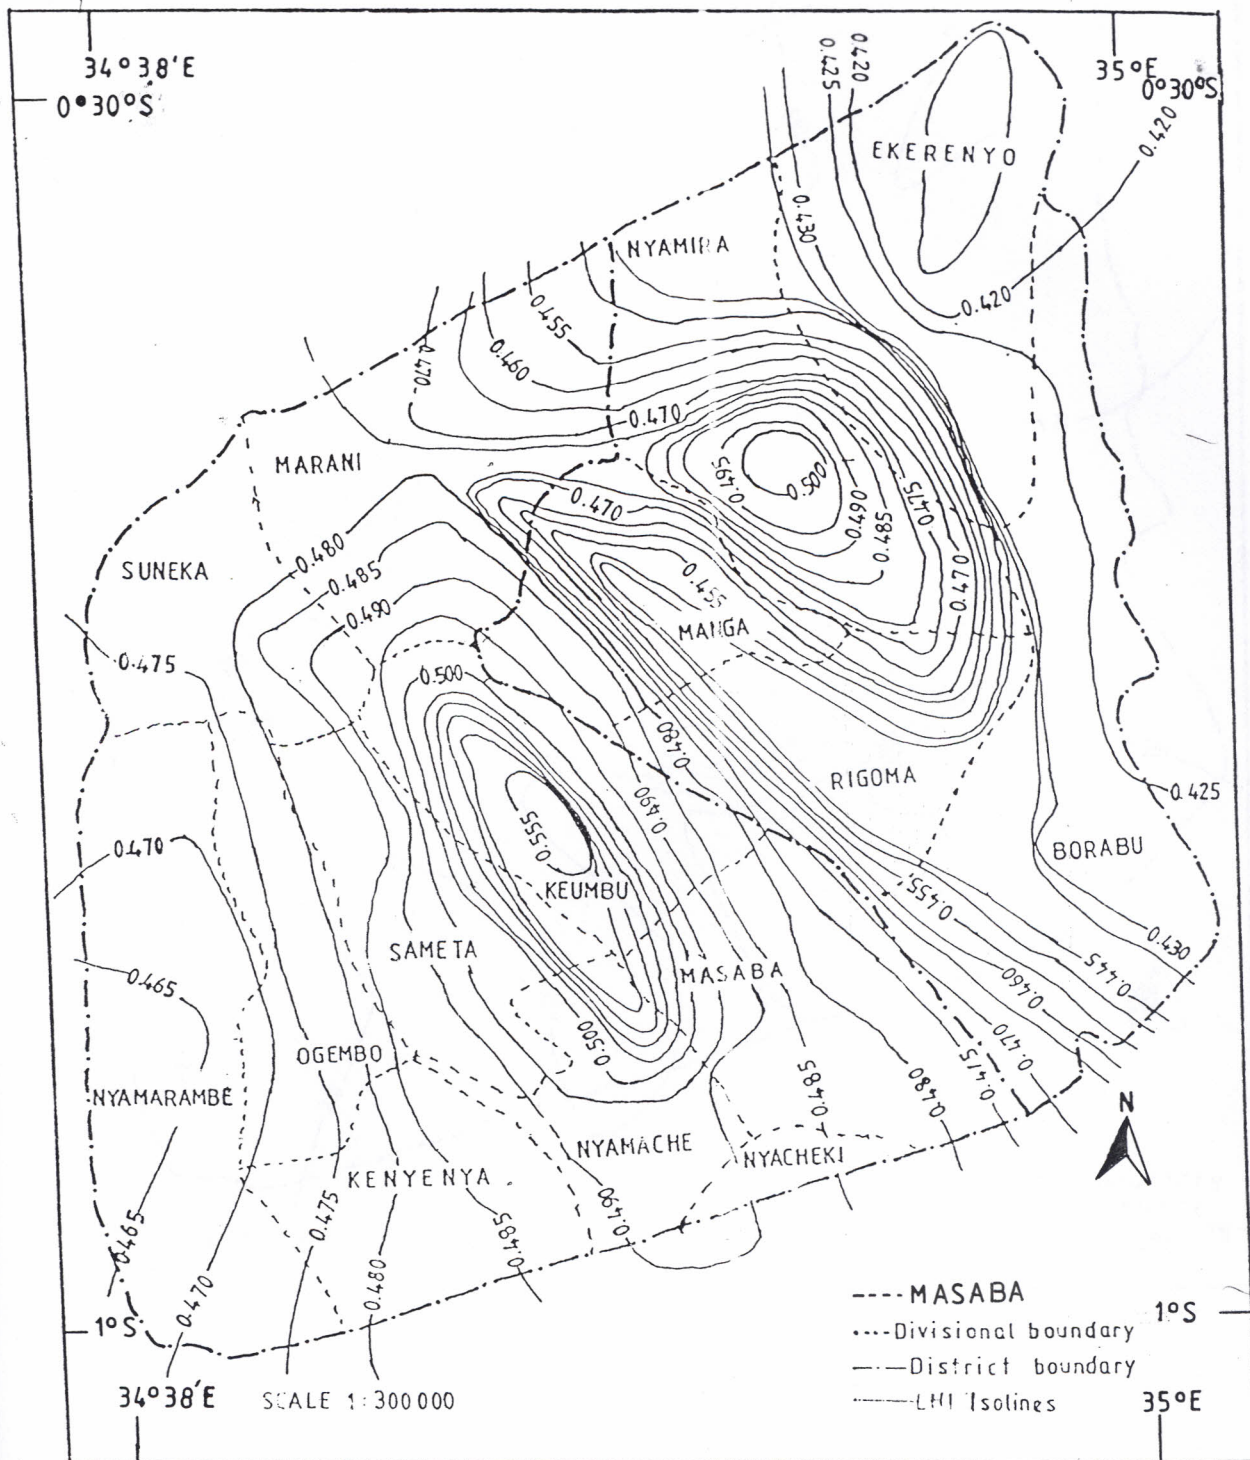 34°38'E
35°E
0°30°S
0°30°S
0.425
0.420
0.420
EKERENYO
0.430
NYAMIRA
0.420
0.455
0.460
0.470
0.470
MARANI
0.495
0.500
0.490
0.485
0.475
0.470
0.470
0.480
SUNEKA
0.485
0.455
0.490
MANGA
0.475
0.500
0.480
RIGOMA
0.490
0.425
0.470
0.555
BORABU
KEUMBU
0.455
SAMETA
0.430
0.465
MASABA
0.445
0.460
0.500
0.470
OGEMBO
0.475
0.485
0.480
NYAMARAMBE
N
NYAMACHE
NYACHEKI
KENYENYA
0.465
0.475
0.485
0.490
0.470
0.480
MASABA
1°S
1°S
Divisional boundary
District boundary
LHI Isolines
34°38'E
SCALE 1:300000
35°E